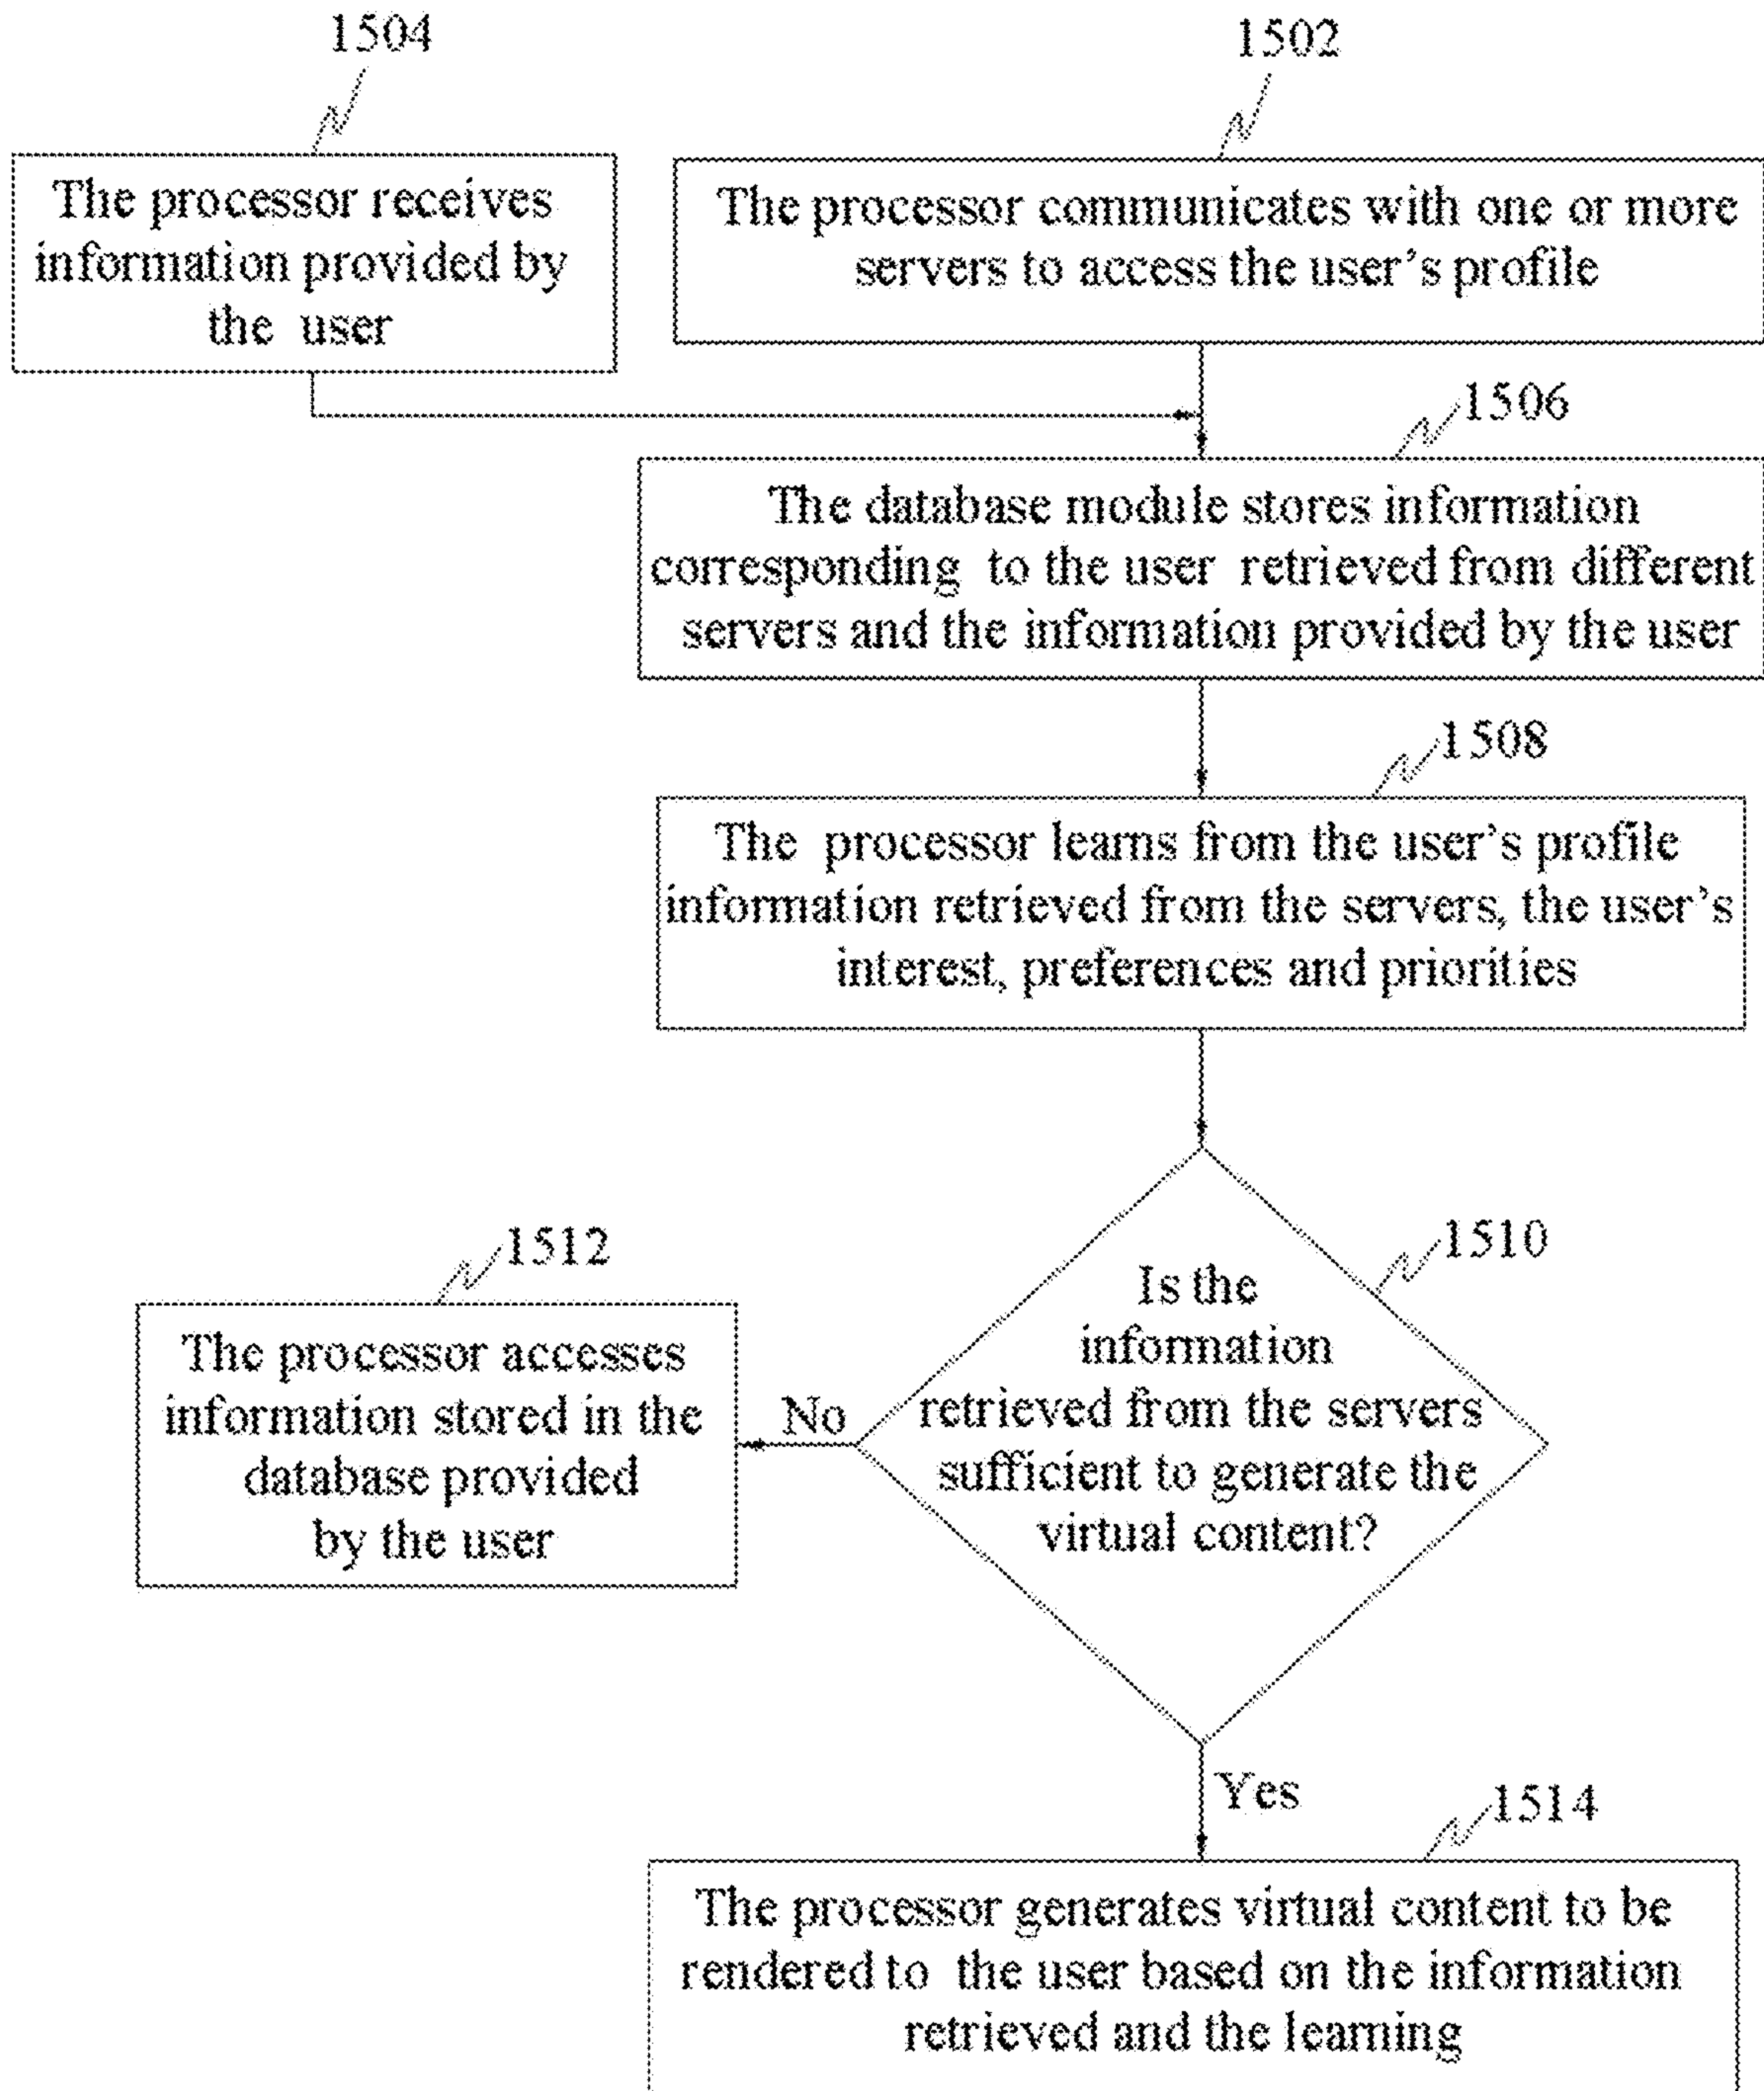 1504
The processor receives
information provided by
the user
1502
The processor communicates with one or more
servers to access the user's profile
1506
The database module stores information
corresponding to the user retrieved from different
servers and the information provided by the user
1508
The processor learns from the user's profile
information retrieved from the servers, the user's
interest, preferences and priorities
1510
Is the
information
retrieved from the servers
sufficient to generate the
virtual content?
No
1512
The processor accesses
information stored in the
database provided
by the user
Yes
1514
The processor generates virtual content to be
rendered to the user based on the information
retrieved and the learning